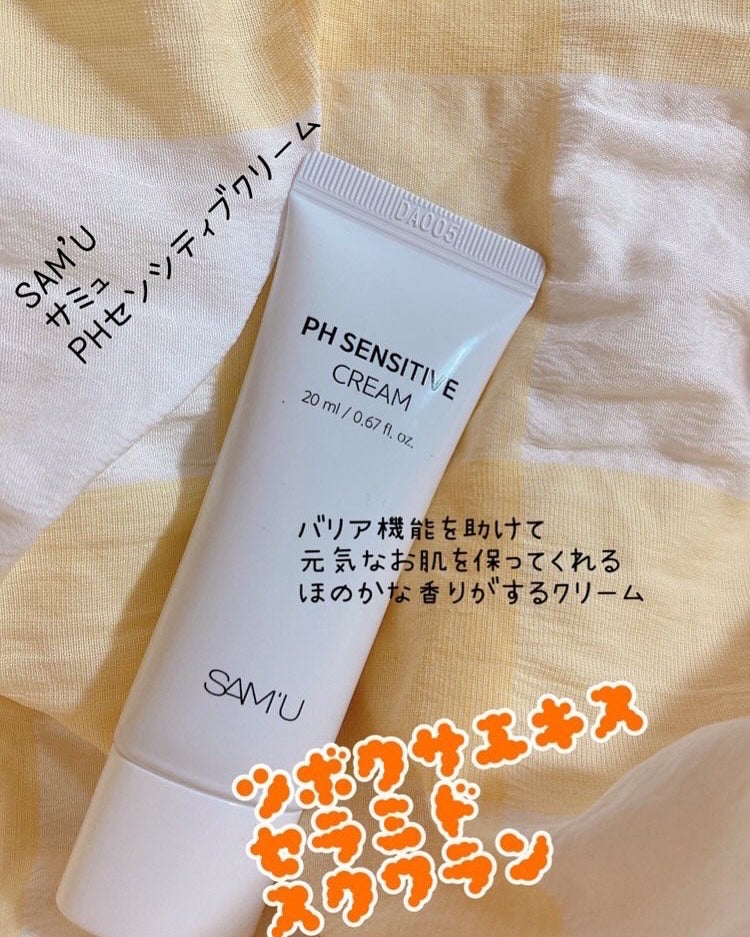 SAM'U
サミュ
PHセンシティブクリーム
DA005
PH SENSITIVE
CREAM
20 ml / 0.67 fl. oz.
バリア機能を助けて
元気なお肌を保ってくれる
ほのかな香りがするクリーム
SAM'U
ツボクサエキス
セラミド
スクワラン